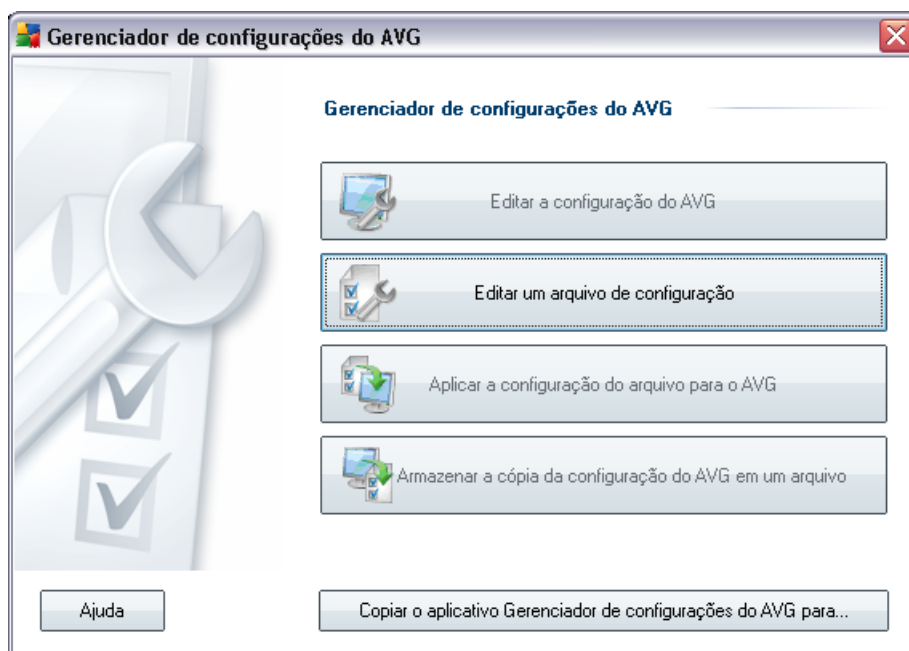 Gerenciador de configurações do AVG
Gerenciador de configurações do AVG
Editar a configuração do AVG
Editar um arquivo de configuração
Aplicar a configuração do arquivo para o AVG
Armazenar a cópia da configuração do AVG em um arquivo
Ajuda
Copiar o aplicativo Gerenciador de configurações do AVG para...